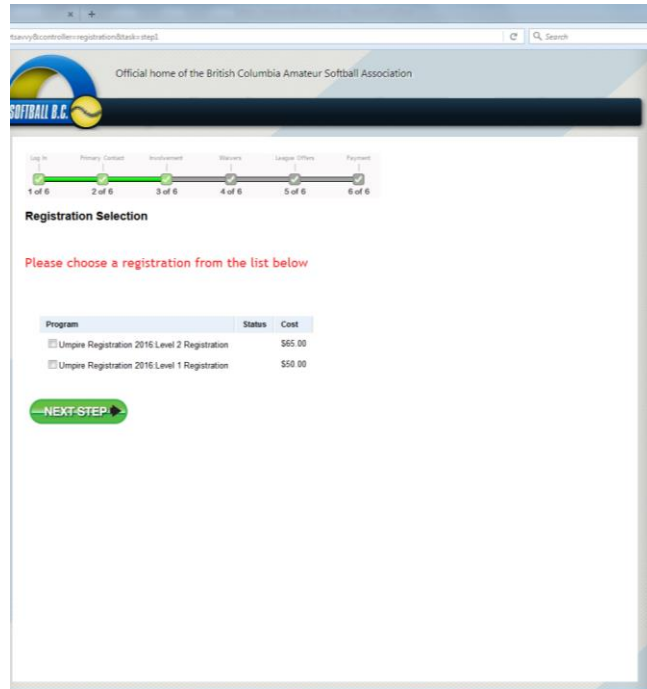 × +
tsavvy&controller=registration&task=step1
Search
Official home of the British Columbia Amateur Softball Association
SOFTBALL B.C.
Log In Primary Contact Involvement Waivers League Offers Payment
1 of 6 2 of 6 3 of 6 4 of 6 5 of 6 6 of 6
Registration Selection
Please choose a registration from the list below
Program Status Cost
Umpire Registration 2016:Level 2 Registration $65.00
Umpire Registration 2016:Level 1 Registration $50.00
NEXT STEP